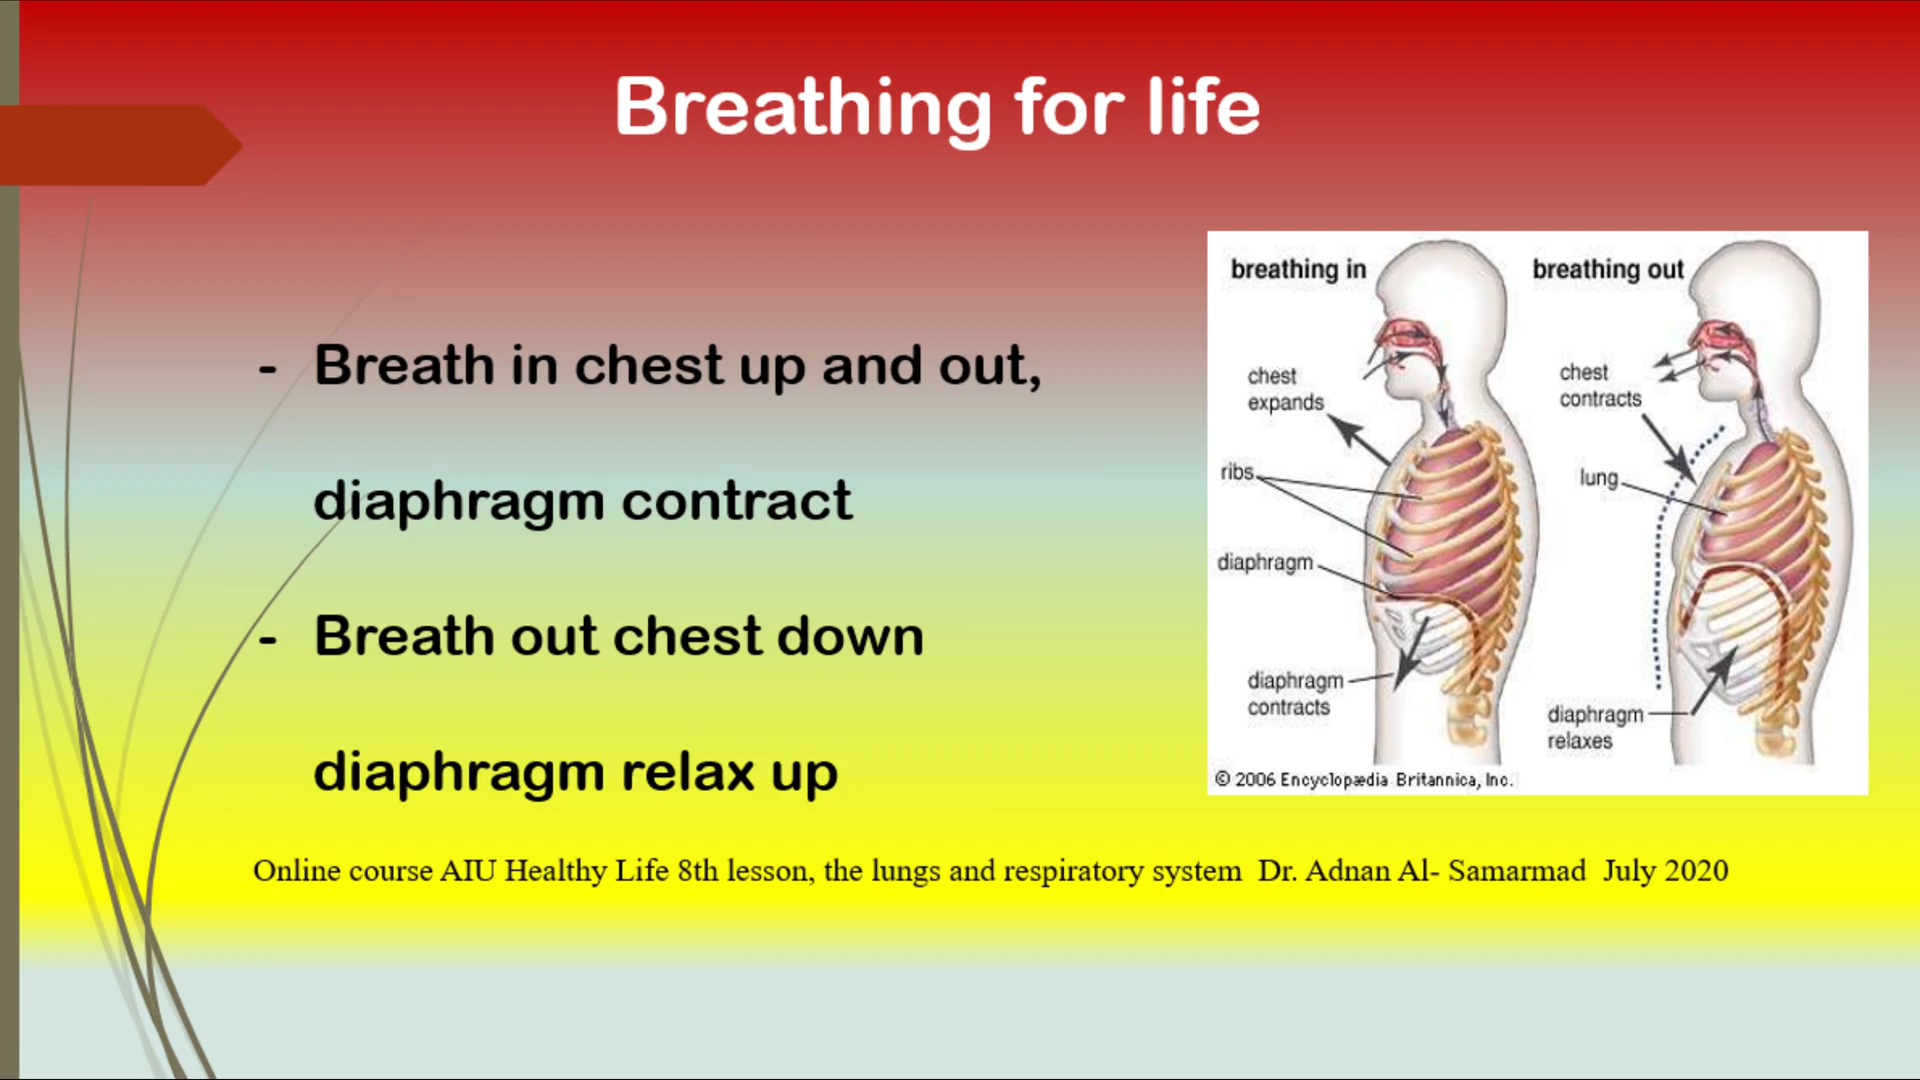 Breathing for life
- Breath in chest up and out,
diaphragm contract
- Breath out chest down
diaphragm relax up
breathing in
chest
expands
ribs
diaphragm
diaphragm
contracts
breathing out
chest
contracts
lung
diaphragm
relaxes
© 2006 Encyclopædia Britannica, Inc.
Online course AIU Healthy Life 8th lesson, the lungs and respiratory system Dr. Adnan Al- Samarmad July 2020